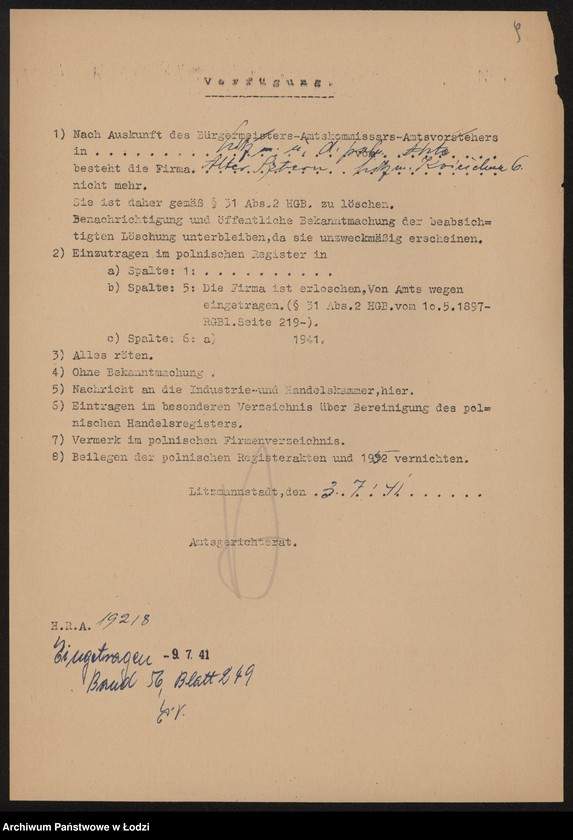 Verfügung.
1) Nach Auskunft des Bürgermeisters-Amtskommissars-Amtsvorstehers
in . . . . . . . . .
besteht die Firma. 6.
nicht mehr.
Sie ist daher gemäß § 31 Abs.2 HGB. zu löschen.
Benachrichtigung und öffentliche Bekanntmachung der beabsich=
tigten Löschung unterbleiben,da sie unzweckmäßig erscheinen.
2) Einzutragen im polnischen Register in
a) Spalte: 1: . . . . . . . . . . .
b) Spalte: 5: Die Firma ist erloschen,Von Amts wegen
eingetragen.(§ 31 Abs.2 HGB.vom 1o.5.1897-
RGBl.Seite 219-).
c) Spalte: 6: a) 1941.
3) Alles röten.
4) Ohne Bekanntmachung .
5) Nachricht an die Industrie-und Handelskammer,hier.
6) Eintragen im besonderen Verzeichnis über Bereinigung des pol=
nischen Handelsregisters.
7) Vermerk im polnischen Firmenverzeichnis.
8) Beilegen der polnischen Registerakten und vernichten.
Litzmannstadt,den .3.7.41. . . . . .
Amtsgerichtsrat.
H.R.A. 19218
Eingetragen -9.7.41
Band 56, Blatt 249
Archiwum Państwowe w Łodzi